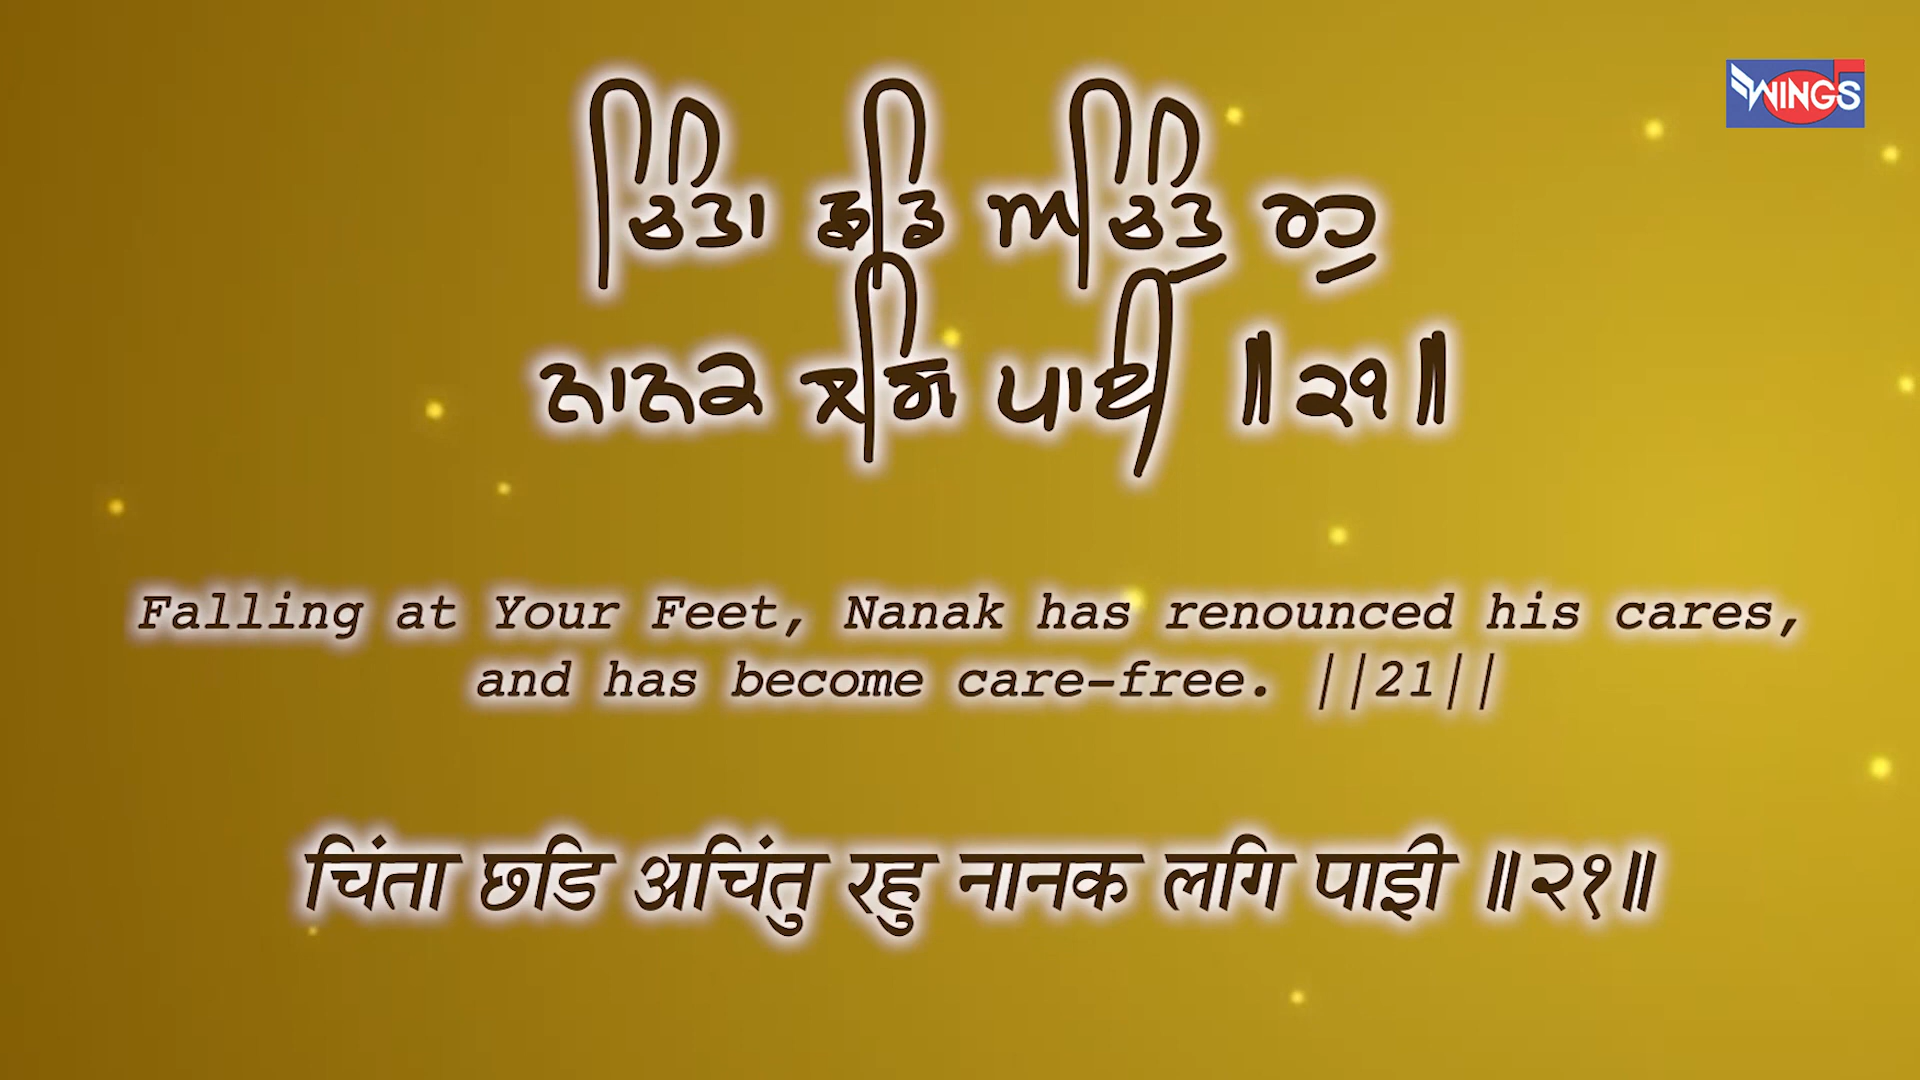 WINGS
ਚਿੰਤਾ ਛਡਿ ਅਚਿੰਤੁ ਰਹੁ
ਨਾਨਕ ਲਗਿ ਪਾਈ ॥੨੧॥
Falling at Your Feet, Nanak has renounced his cares,
and has become care-free. ||21||
चिंता छडि अचिंतु रहु नानक लगि पाई ॥२१॥